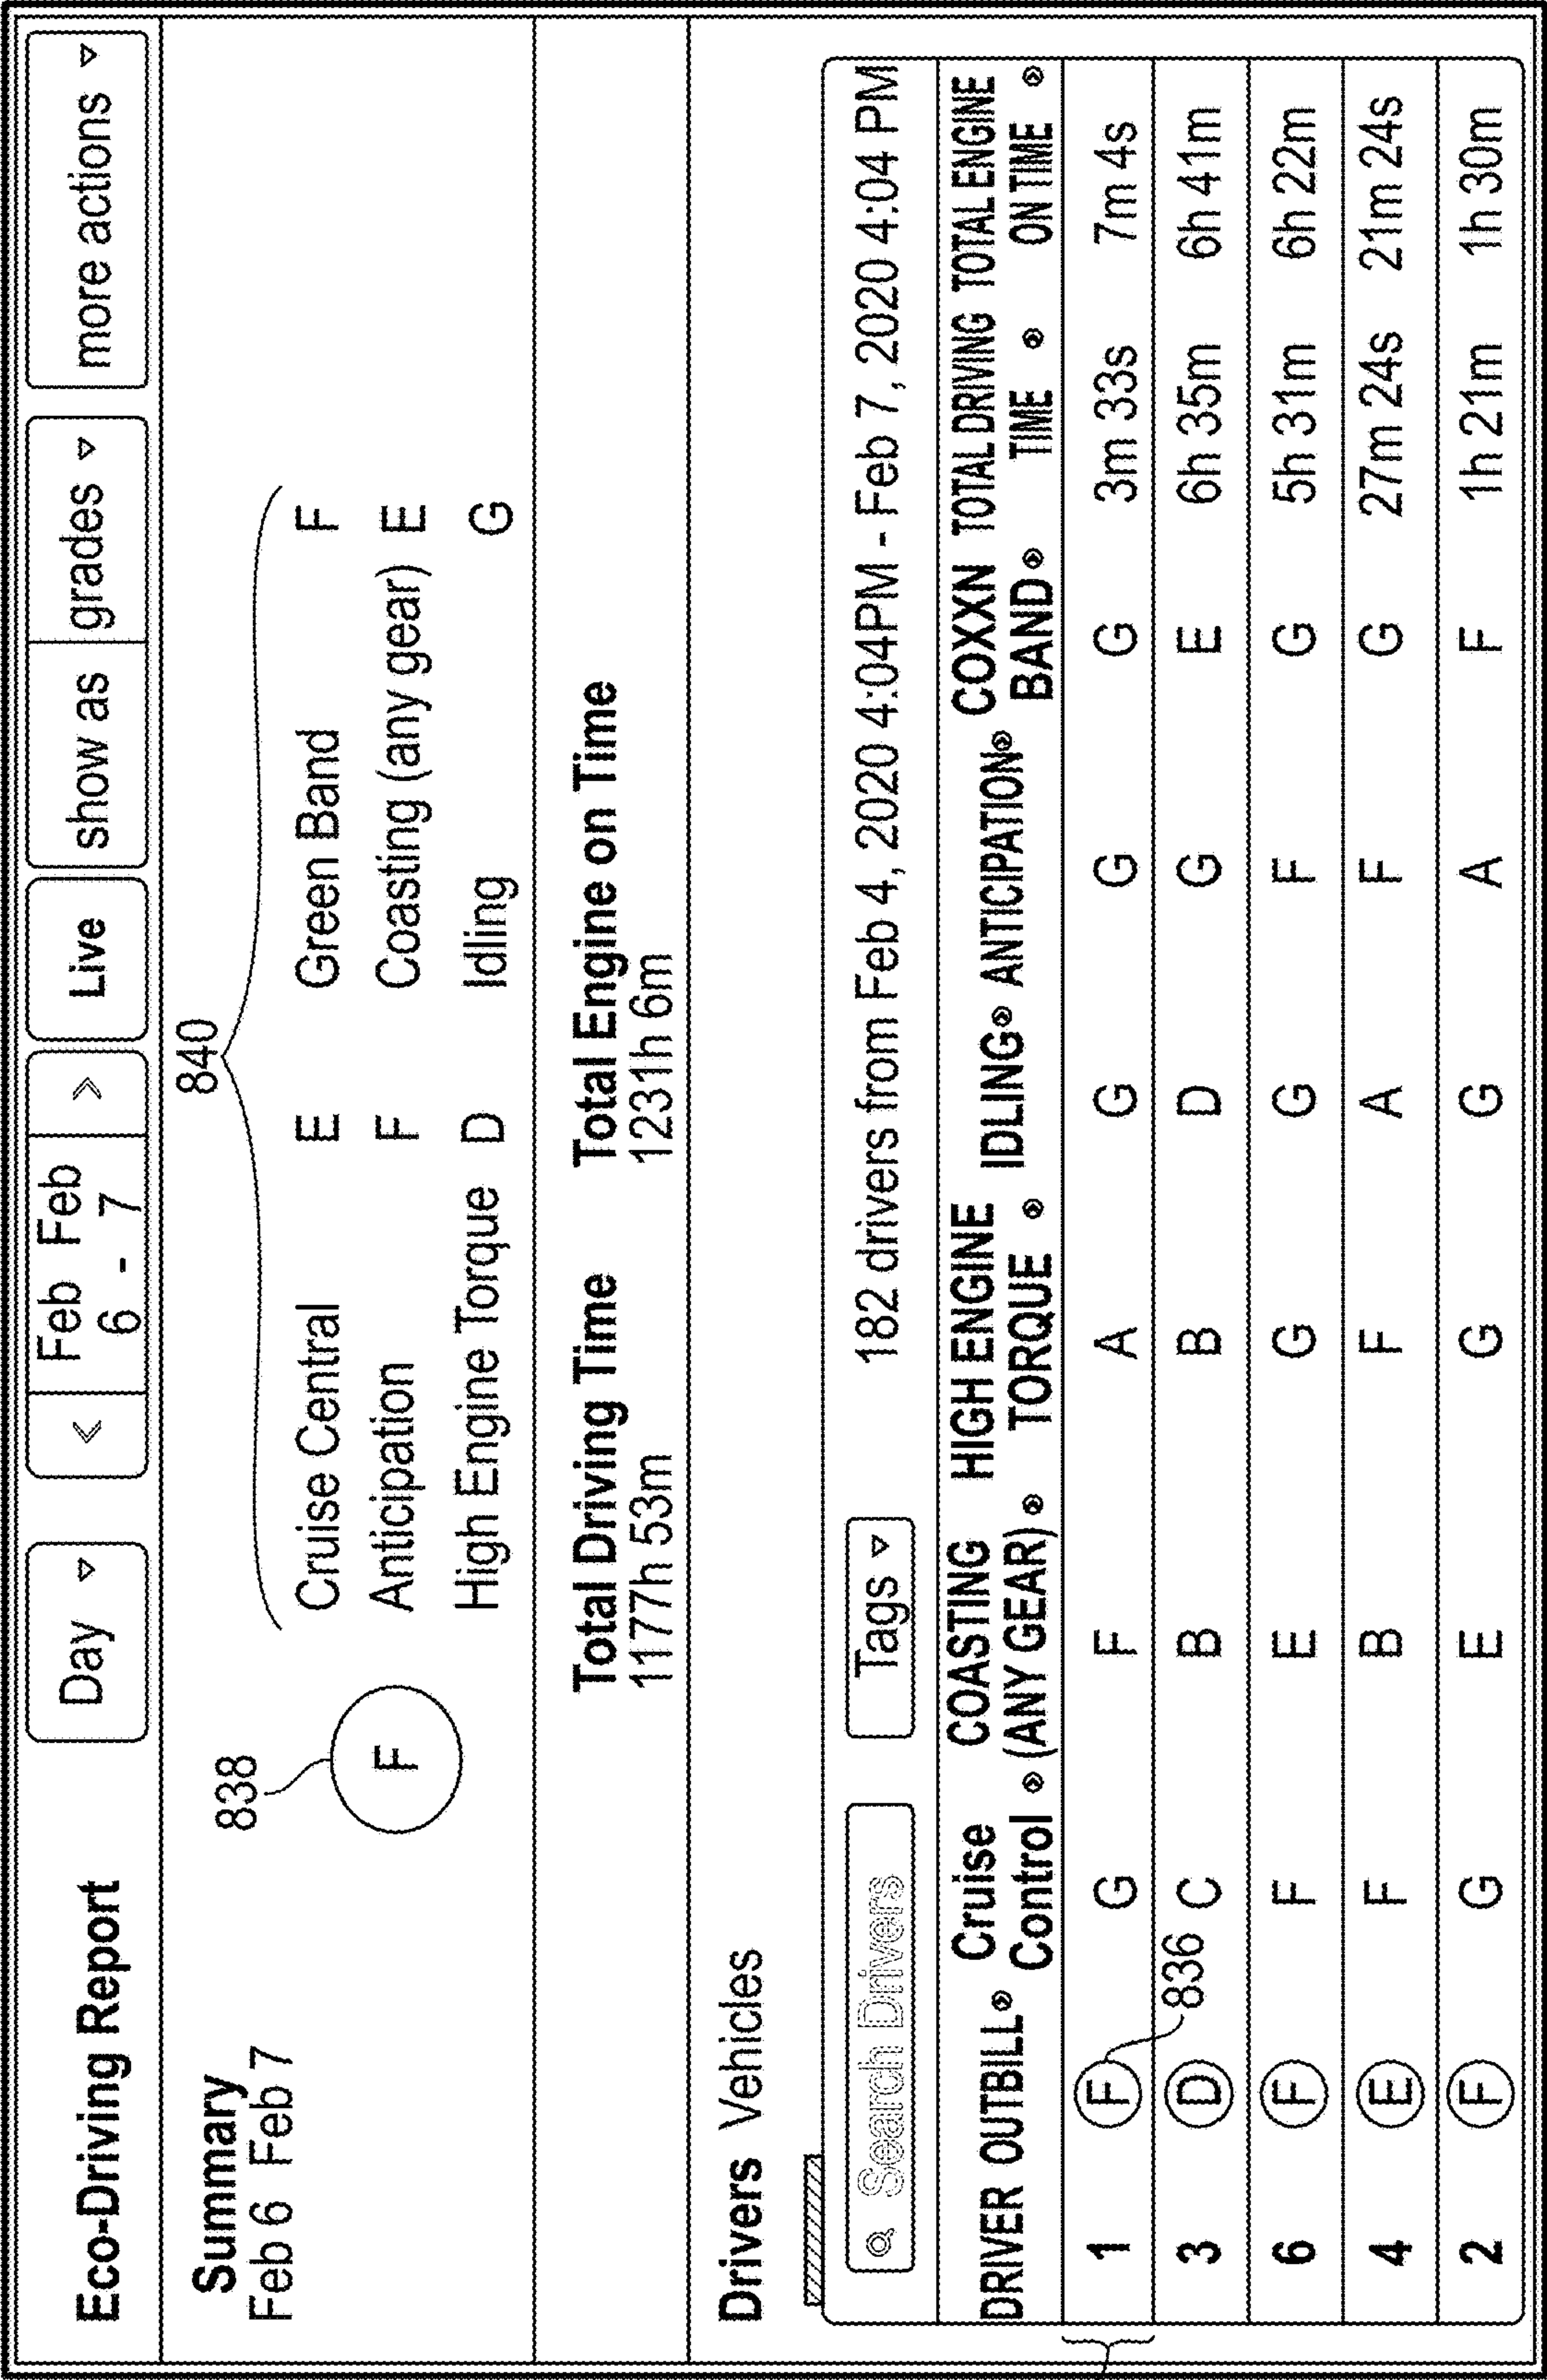 Eco-Driving Report Day < Feb Feb 6 - 7 > Live show as grades more actions
Summary
Feb 6 Feb 7
838
840
F
Cruise Central E Green Band F
Anticipation F Coasting (any gear) E
High Engine Torque D Idling G
Total Driving Time Total Engine on Time
1177h 53m 1231h 6m
Drivers Vehicles
Search Drivers Tags 182 drivers from Feb 4, 2020 4:04PM - Feb 7, 2020 4:04 PM
DRIVER OUTBILL Cruise Control COASTING (ANY GEAR) HIGH ENGINE TORQUE IDLING ANTICIPATION COXXN BAND TOTAL DRIVING TIME TOTAL ENGINE ON TIME
1 F G F A G G G 3m 33s 7m 4s
836
3 D C B B D G E 6h 35m 6h 41m
6 F F E G G F G 5h 31m 6h 22m
4 E F B F A F G 27m 24s 21m 24s
2 F G E G G A F 1h 21m 1h 30m